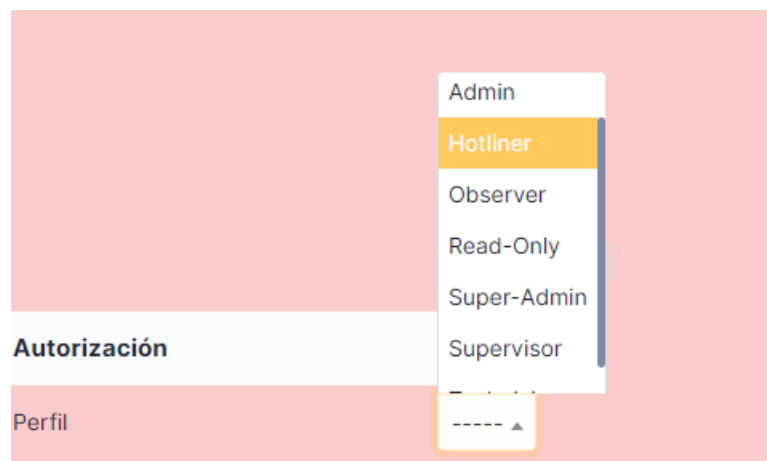 Admin
Hotliner
Observer
Read-Only
Super-Admin
Supervisor
Autorización
Perfil
-----